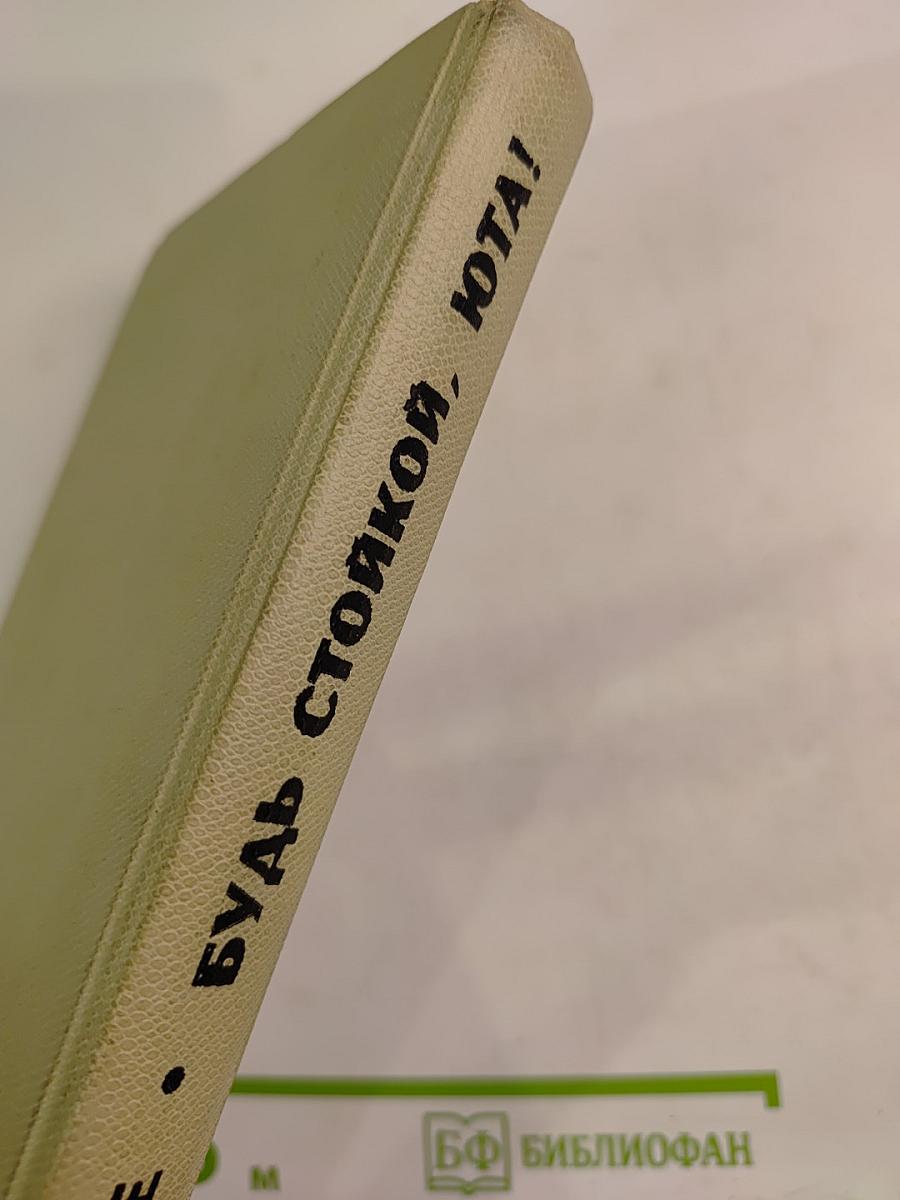 Е • БУДЬ СТОЙКОЙ, ЮТА!
м
БФ БИБЛИОФАН